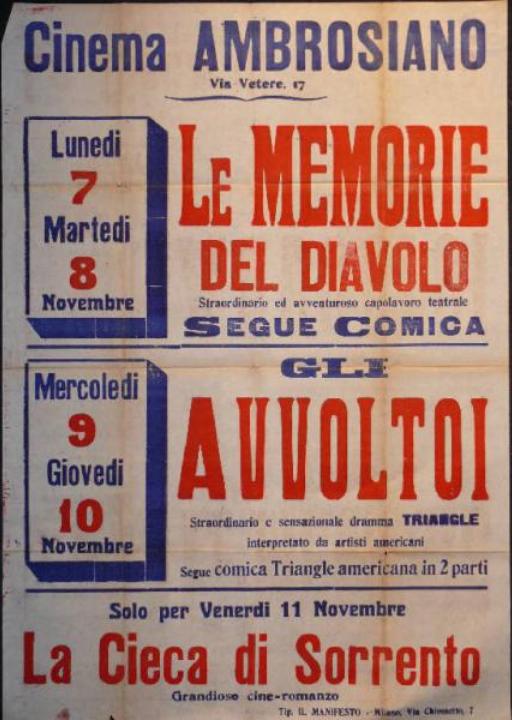 Cinema AMBROSIANO
Via Vetere, 17
Lunedì
7
Martedì
8
Novembre
LE MEMORIE
DEL DIAVOLO
Straordinario ed avventuroso capolavoro teatrale
SEGUE COMICA
Mercoledì
9
Giovedì
10
Novembre
GLI
AVVOLTOI
Straordinario e sensazionale dramma TRIANGLE
interpretato da artisti americani
Segue comica Triangle americana in 2 parti
Solo per Venerdì 11 Novembre
La Cieca di Sorrento
Grandioso cine-romanzo
Tip. IL MANIFESTO - Milano, Via 7